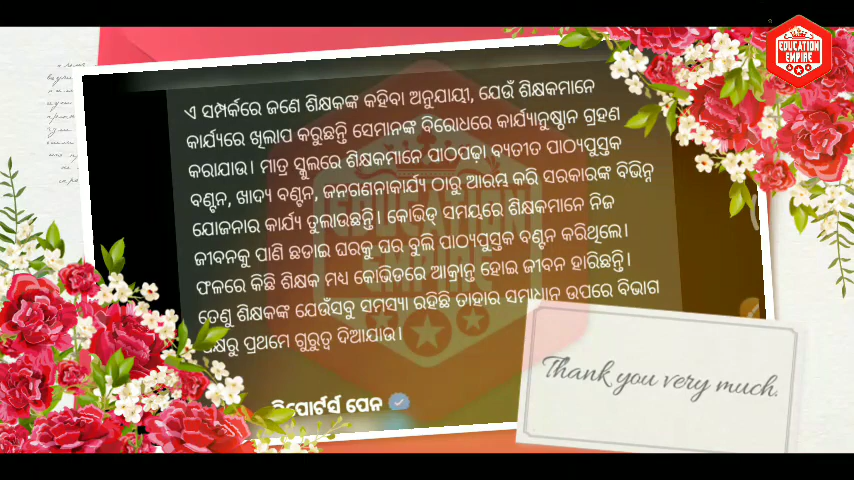 EDUCATION
EMPIRE
ଏ ସମ୍ପର୍କରେ ଜଣେ ଶିକ୍ଷକଙ୍କ କହିବା ଅନୁଯାୟୀ, ଯେଉଁ ଶିକ୍ଷକମାନେ
କାର୍ଯ୍ୟରେ ଖିଲାପ କରୁଛନ୍ତି ସେମାନଙ୍କ ବିରୋଧରେ କାର୍ଯ୍ୟାନୁଷ୍ଠାନ ଗ୍ରହଣ
କରାଯାଉ। ମାତ୍ର ସ୍କୁଲରେ ଶିକ୍ଷକମାନେ ପାଠପଢ଼ା ବ୍ୟତୀତ ପାଠ୍ୟପୁସ୍ତକ
ବଣ୍ଟନ, ଖାଦ୍ୟ ବଣ୍ଟନ, ଜନଗଣନାକାର୍ଯ୍ୟ ଠାରୁ ଆରମ୍ଭ କରି ସରକାରଙ୍କ ବିଭିନ୍ନ
ଯୋଜନାର କାର୍ଯ୍ୟ ତୁଲାଉଛନ୍ତି। କୋଭିଡ୍ ସମୟରେ ଶିକ୍ଷକମାନେ ନିଜ
ଜୀବନକୁ ପାଣି ଛଡାଇ ଘରକୁ ଘର ବୁଲି ପାଠ୍ୟପୁସ୍ତକ ବଣ୍ଟନ କରିଥିଲେ।
ଫଳରେ କିଛି ଶିକ୍ଷକ ମଧ୍ୟ କୋଭିଡରେ ଆକ୍ରାନ୍ତ ହୋଇ ଜୀବନ ହାରିଛନ୍ତି।
ତେଣୁ ଶିକ୍ଷକଙ୍କ ଯେଉଁସବୁ ସମସ୍ୟା ରହିଛି ତାହାର ସମାଧାନ ଉପରେ ବିଭାଗ
ପ୍ରଥମେ ଗୁରୁତ୍ୱ ଦିଆଯାଉ।
ରିପୋର୍ଟର୍ସ ପେନ
Thank you very much.